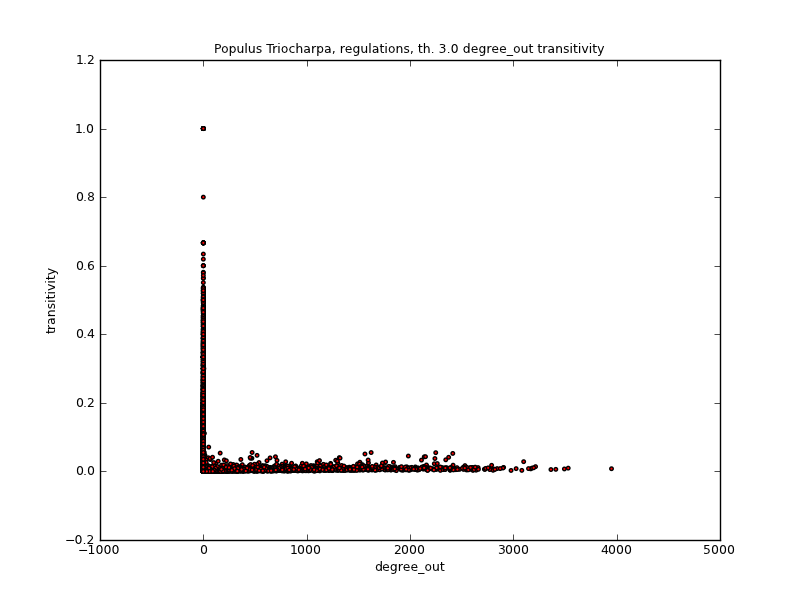 Populus Triocharpa, regulations, th. 3.0 degree_out transitivity
1.2
1.0
0.8
0.6
0.4
0.2
0.0
−0.2
transitivity
−1000 0 1000 2000 3000 4000 5000
degree_out